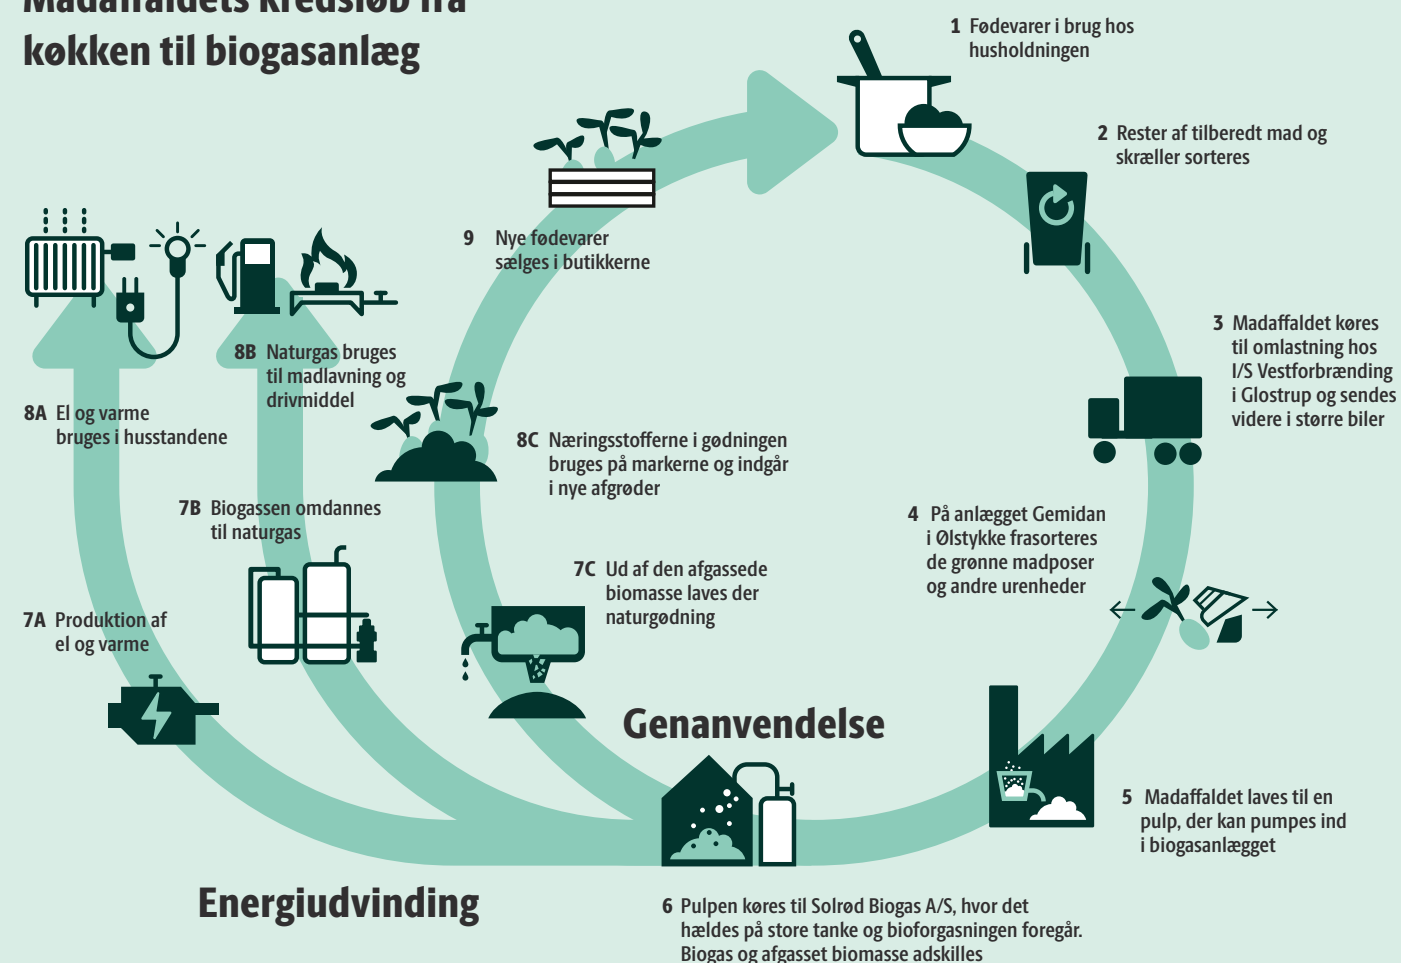 Madaffaldets kredsløb fra
køkken til biogasanlæg
1 Fødevarer i brug hos
husholdningen
2 Rester af tilberedt mad og
skræller sorteres
3 Madaffaldet køres
til omlastning hos
I/S Vestforbrænding
i Glostrup og sendes
videre i større biler
4 På anlægget Gemidan
i Ølstykke frasorteres
de grønne madposer
og andre urenheder
5 Madaffaldet laves til en
pulp, der kan pumpes ind
i biogasanlægget
6 Pulpen køres til Solrød Biogas A/S, hvor det
hældes på store tanke og bioforgasningen foregår.
Biogas og afgasset biomasse adskilles
Genanvendelse
Energiudvinding
7A Produktion af
el og varme
7B Biogassen omdannes
til naturgas
7C Ud af den afgassede
biomasse laves der
naturgødning
8A El og varme
bruges i husstandene
8B Naturgas bruges
til madlavning og
drivmiddel
8C Næringsstofferne i gødningen
bruges på markerne og indgår
i nye afgrøder
9 Nye fødevarer
sælges i butikkerne